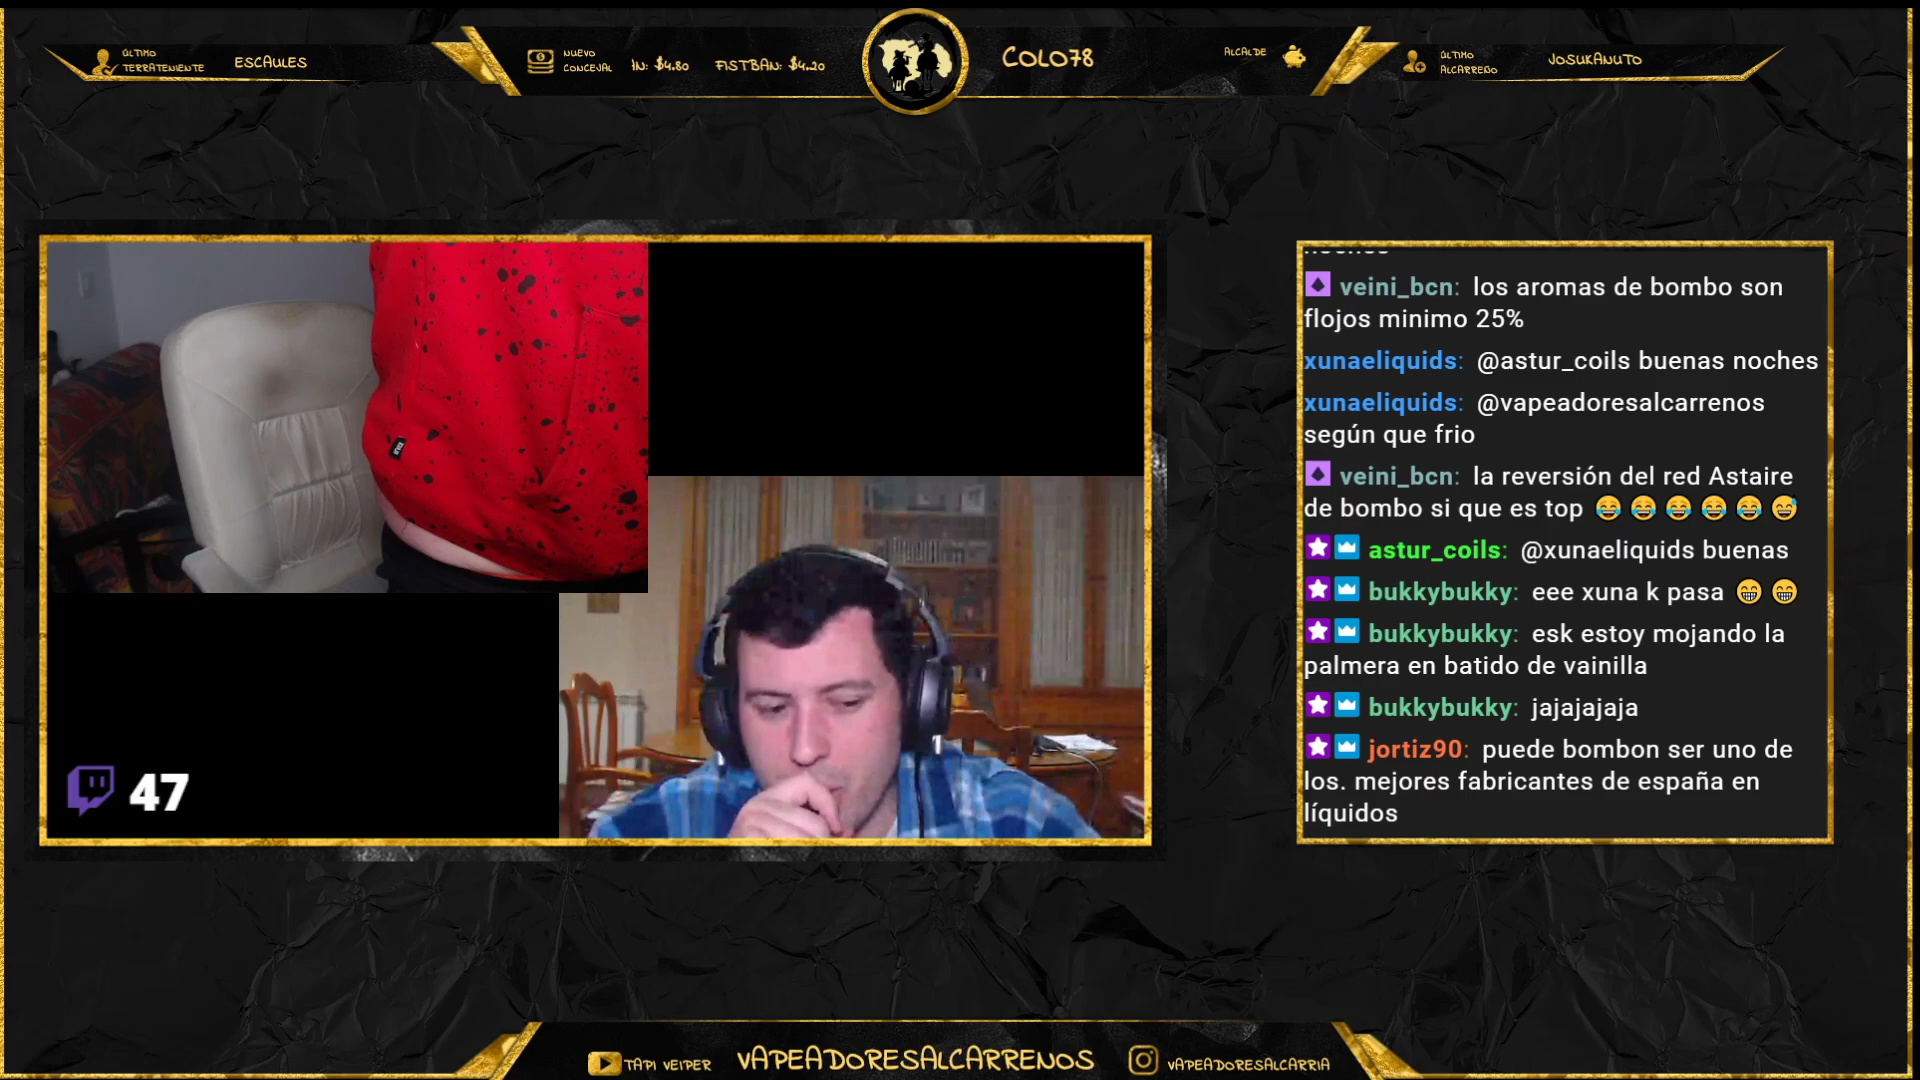 ÚLTIMO
TERRATENIENTE
ESCAULES
NUEVO
CONCEJAL
IN: $4.80
FISTBAN: $4.20
COLO78
ALCALDE
ÚLTIMO
ALCARREÑO
JOSUKANUTO
veini_bcn: los aromas de bombo son
flojos minimo 25%
xunaeliquids: @astur_coils buenas noches
xunaeliquids: @vapeadoresalcarrenos
según que frio
veini_bcn: la reversión del red Astaire
de bombo si que es top 😂 😂 😂 😂 😂 😅
astur_coils: @xunaeliquids buenas
bukkybukky: eee xuna k pasa 😁 😁
bukkybukky: esk estoy mojando la
palmera en batido de vainilla
bukkybukky: jajajajaja
jortiz90: puede bombon ser uno de
los. mejores fabricantes de españa en
líquidos
47
TAPI VEIPER
VAPEADORESALCARRENOS
VAPEADORESALCARRIA